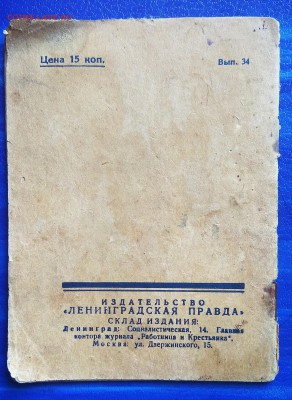 Цена 15 коп.
Вып. 34
ИЗДАТЕЛЬСТВО
«ЛЕНИНГРАДСКАЯ ПРАВДА»
СКЛАД ИЗДАНИЯ:
Ленинград: Социалистическая, 14. Главная
контора журнала „Работница и Крестьянка".
Москва: ул. Дзержинского, 15.